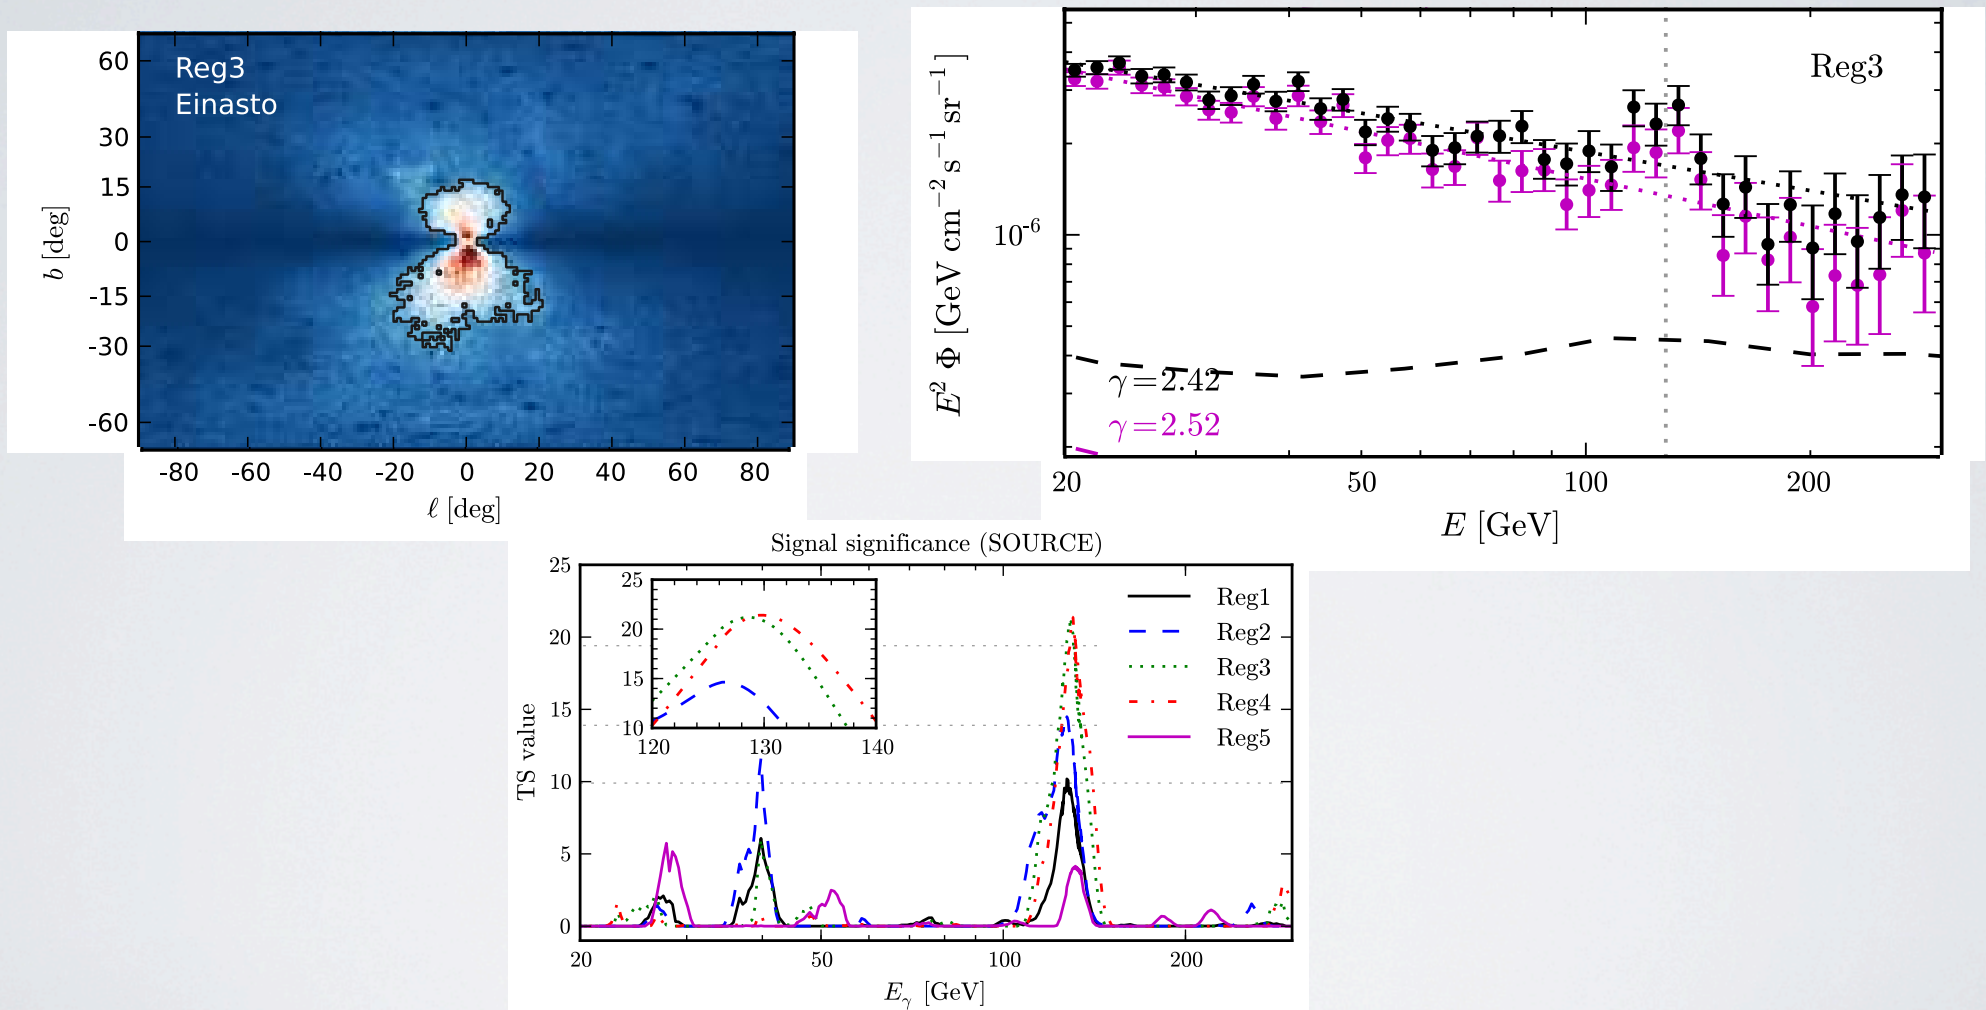 Reg3
Einasto
60
30
15
0
-15
-30
-60
b [deg]
-80 -60 -40 -20 0 20 40 60 80
ℓ [deg]
Reg3
E² Φ [GeV cm⁻² s⁻¹ sr⁻¹]
10⁻⁶
γ=2.42
γ=2.52
20 50 100 200
E [GeV]
Signal significance (SOURCE)
TS value
25
20
15
10
5
0
25
20
15
10
120 130 140
Reg1
Reg2
Reg3
Reg4
Reg5
20 50 100 200
Eγ [GeV]